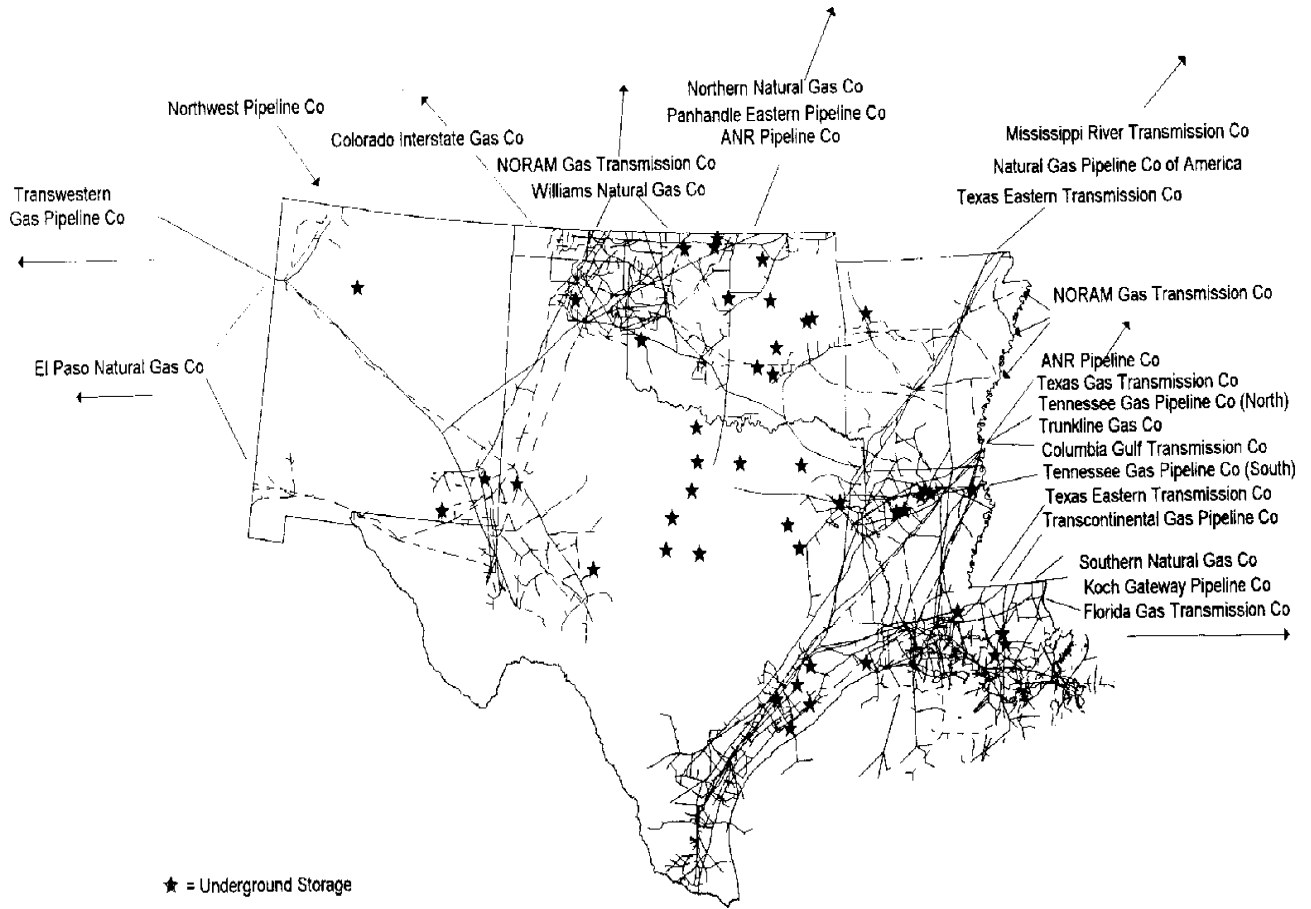 Northern Natural Gas Co
Panhandle Eastern Pipeline Co
ANR Pipeline Co
Northwest Pipeline Co
Colorado Interstate Gas Co
NORAM Gas Transmission Co
Williams Natural Gas Co
Mississippi River Transmission Co
Natural Gas Pipeline Co of America
Texas Eastern Transmission Co
Transwestern
Gas Pipeline Co
El Paso Natural Gas Co
NORAM Gas Transmission Co
ANR Pipeline Co
Texas Gas Transmission Co
Tennessee Gas Pipeline Co (North)
Trunkline Gas Co
Columbia Gulf Transmission Co
Tennessee Gas Pipeline Co (South)
Texas Eastern Transmission Co
Transcontinental Gas Pipeline Co
Southern Natural Gas Co
Koch Gateway Pipeline Co
Florida Gas Transmission Co
★ = Underground Storage